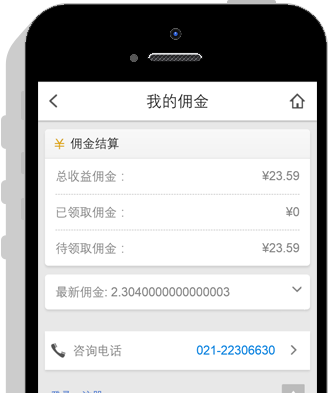 我的佣金
¥ 佣金结算
总收益佣金： ¥23.59
已领取佣金： ¥0
待领取佣金： ¥23.59
最新佣金: 2.3040000000000003
咨询电话 021-22306630